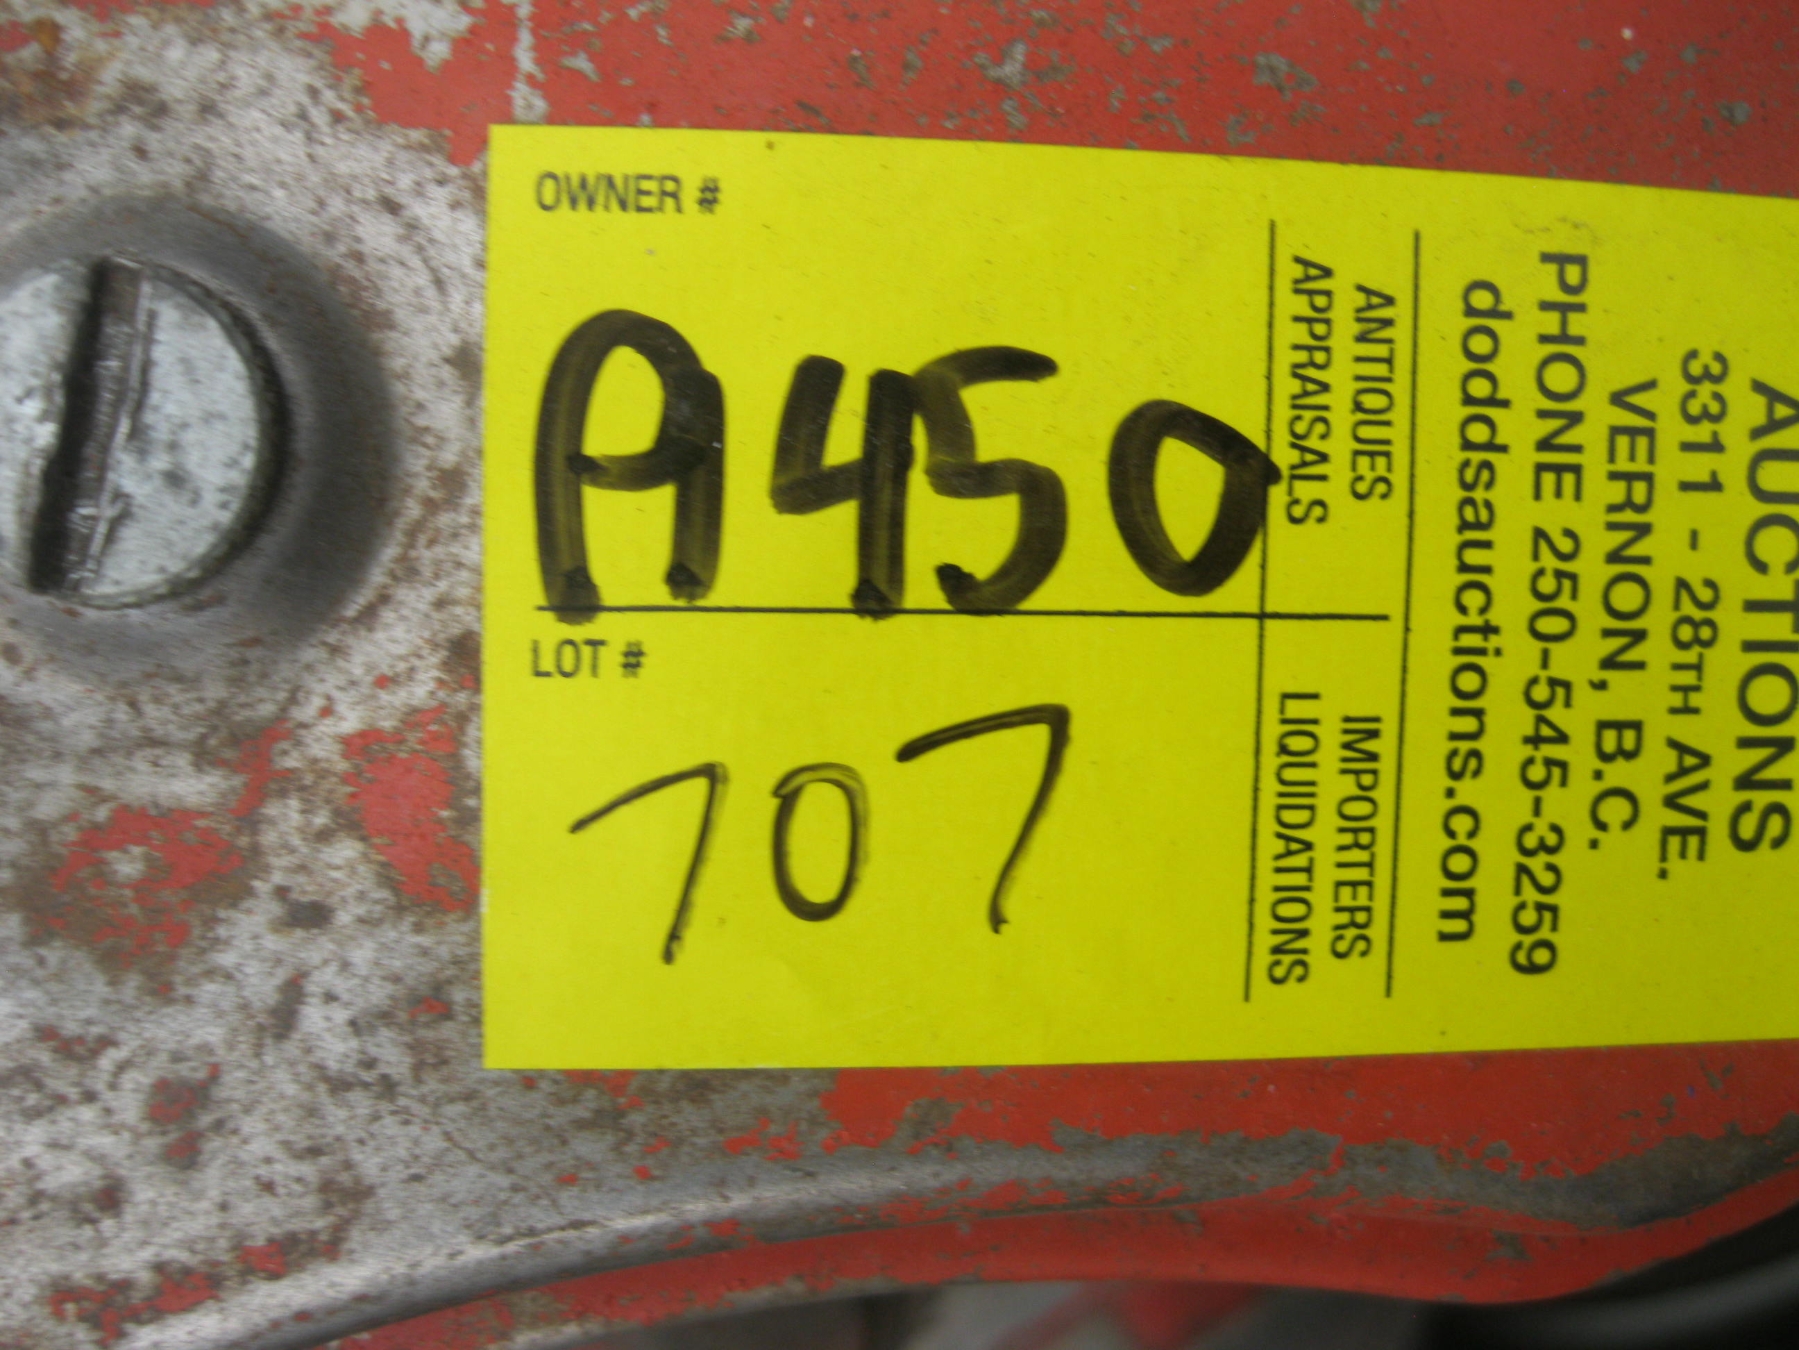 OWNER #
A450
LOT #
707
AUCTIONS
3311 - 28TH AVE.
VERNON, B.C.
PHONE 250-545-3259
doddsauctions.com
ANTIQUES
APPRAISALS
IMPORTERS
LIQUIDATIONS